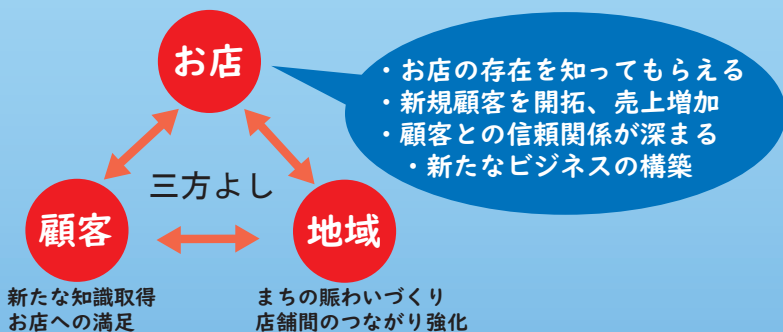 お店
・お店の存在を知ってもらえる
・新規顧客を開拓、売上増加
・顧客との信頼関係が深まる
・新たなビジネスの構築
三方よし
顧客
地域
新たな知識取得
お店への満足
まちの賑わいづくり
店舗間のつながり強化